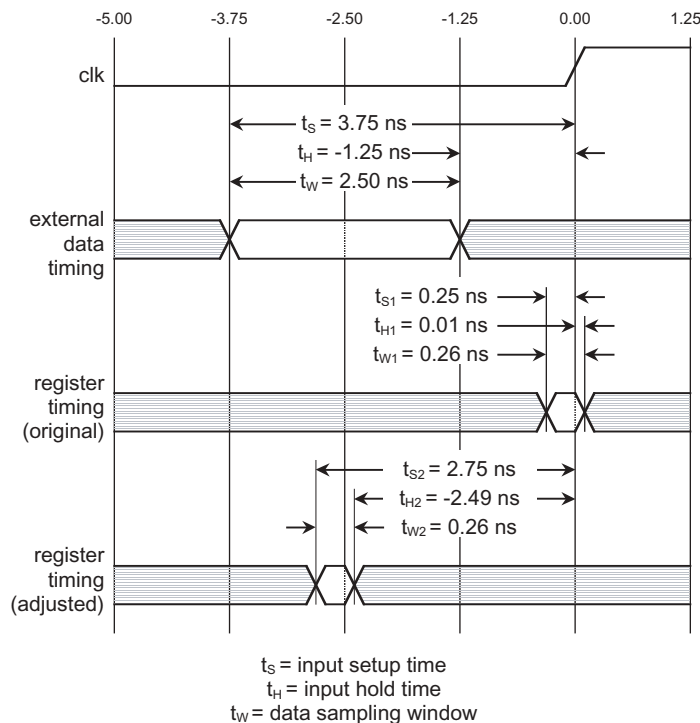 -5.00 -3.75 -2.50 -1.25 0.00 1.25
clk
tS = 3.75 ns
tH = -1.25 ns
tW = 2.50 ns
external
data
timing
tS1 = 0.25 ns
tH1 = 0.01 ns
tW1 = 0.26 ns
register
timing
(original)
tS2 = 2.75 ns
tH2 = -2.49 ns
tW2 = 0.26 ns
register
timing
(adjusted)
tS = input setup time
tH = input hold time
tW = data sampling window